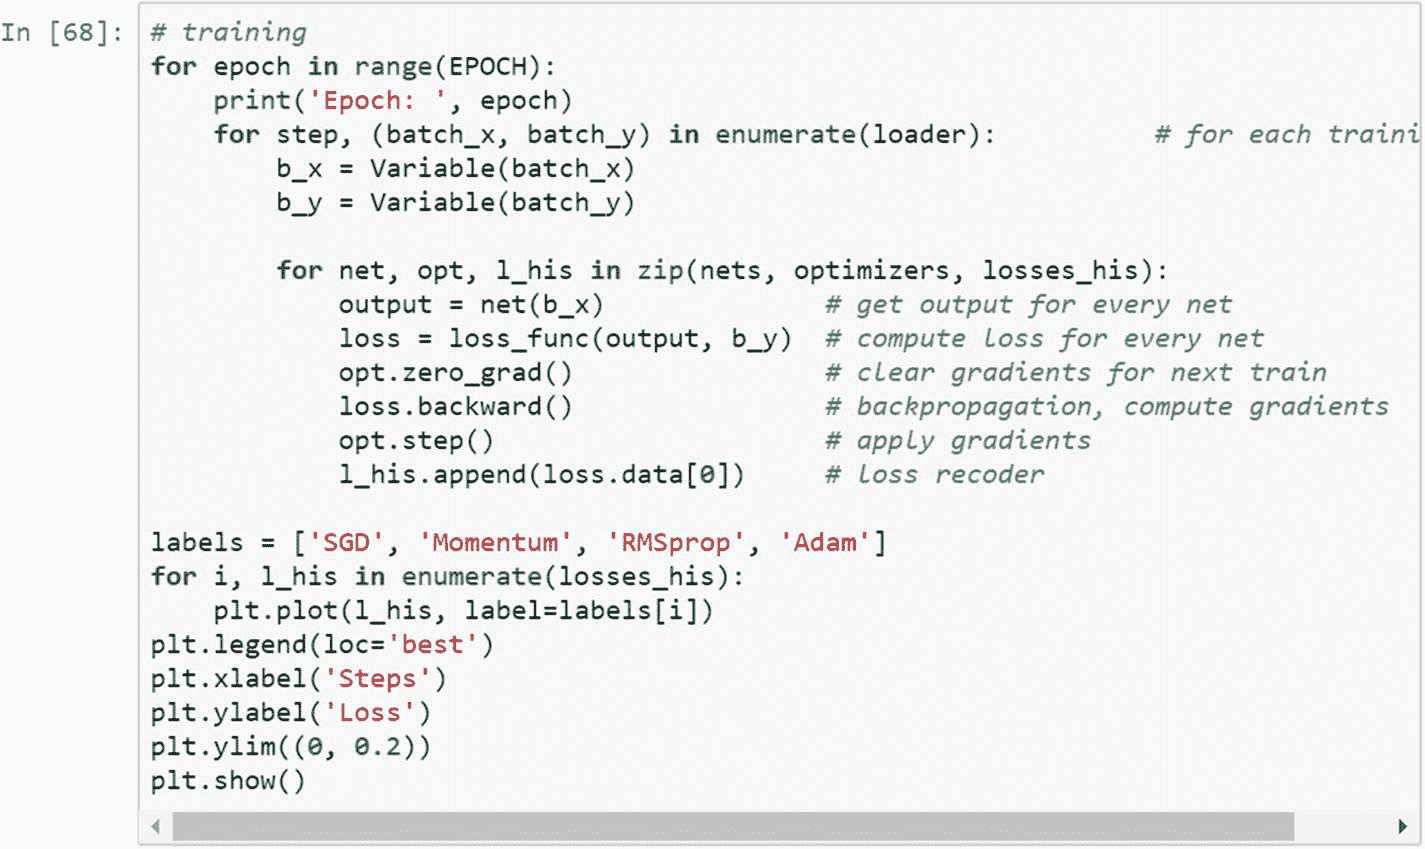 In [68]: # training
for epoch in range(EPOCH):
    print('Epoch: ', epoch)
    for step, (batch_x, batch_y) in enumerate(loader):          # for each traini
        b_x = Variable(batch_x)
        b_y = Variable(batch_y)

        for net, opt, l_his in zip(nets, optimizers, losses_his):
            output = net(b_x)              # get output for every net
            loss = loss_func(output, b_y)  # compute loss for every net
            opt.zero_grad()                # clear gradients for next train
            loss.backward()                # backpropagation, compute gradients
            opt.step()                     # apply gradients
            l_his.append(loss.data[0])     # loss recoder

labels = ['SGD', 'Momentum', 'RMSprop', 'Adam']
for i, l_his in enumerate(losses_his):
    plt.plot(l_his, label=labels[i])
plt.legend(loc='best')
plt.xlabel('Steps')
plt.ylabel('Loss')
plt.ylim((0, 0.2))
plt.show()